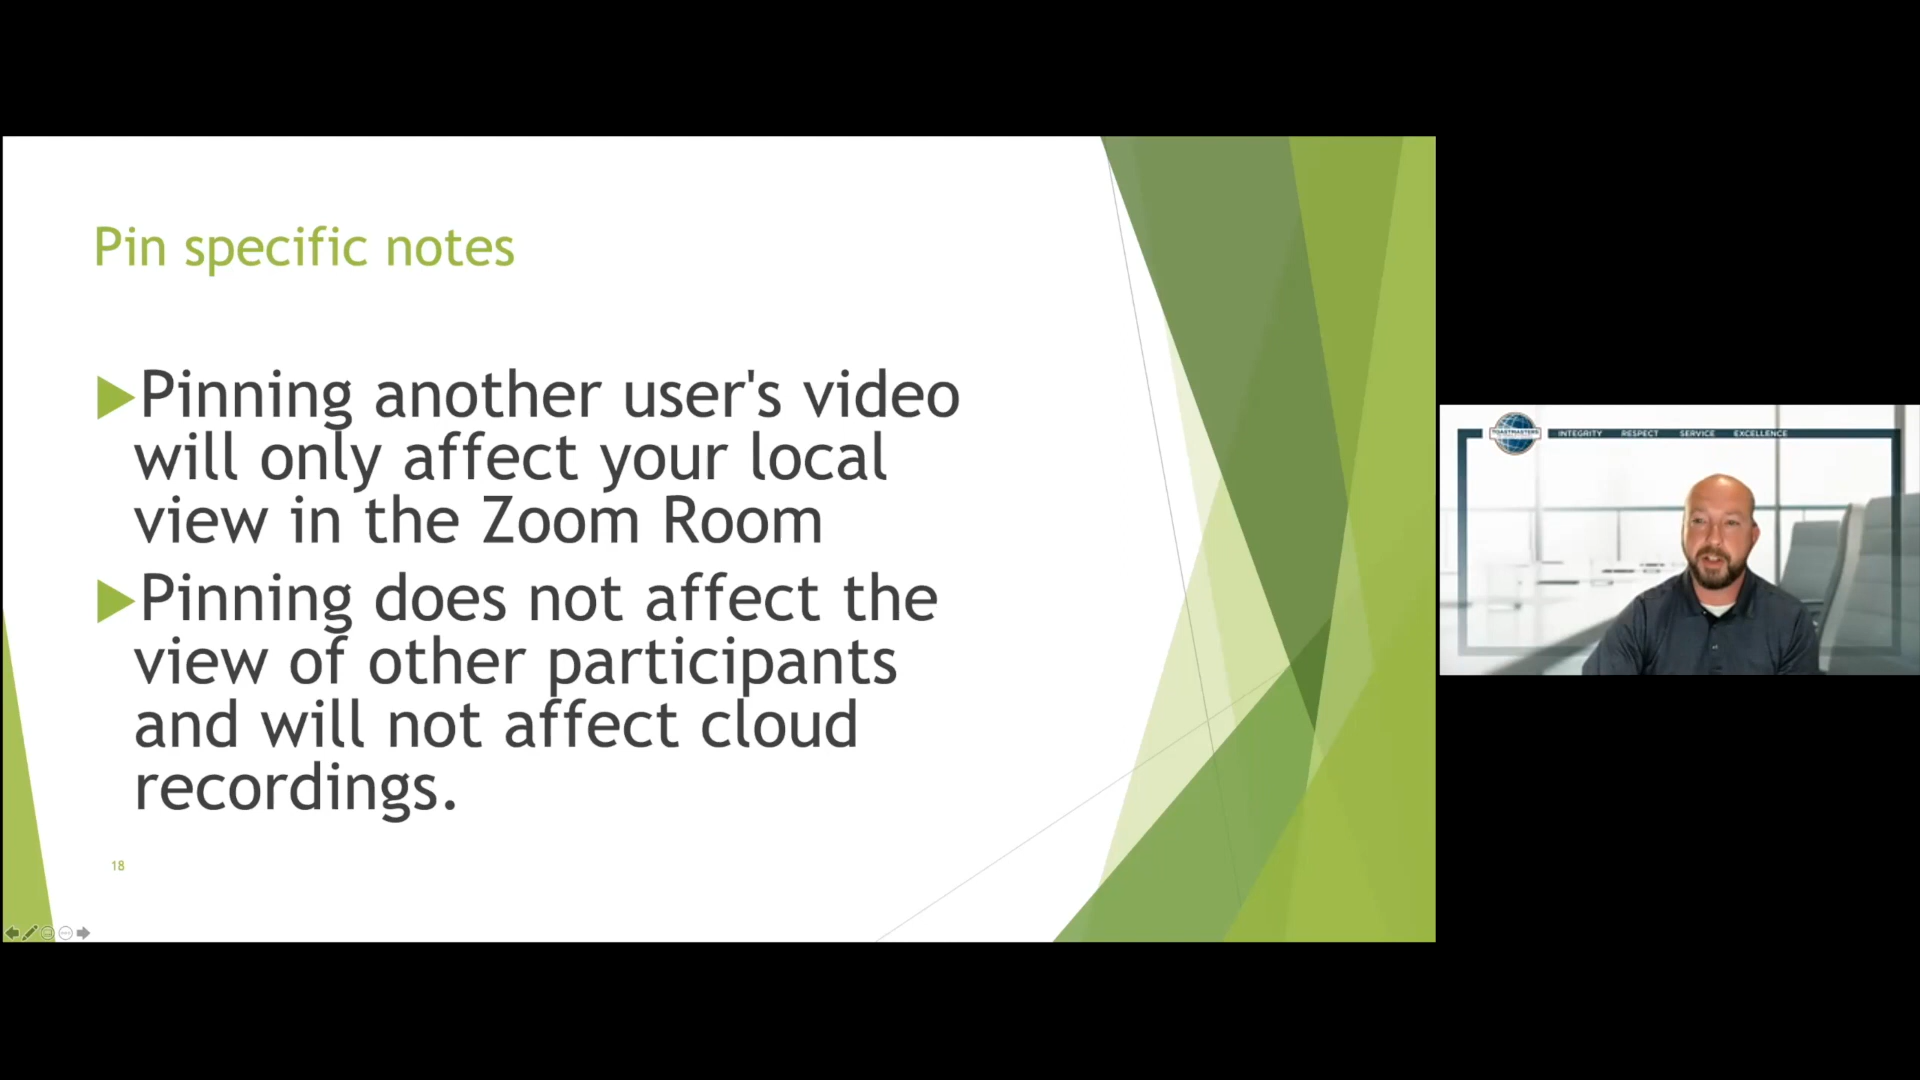 Pin specific notes
Pinning another user's video
will only affect your local
view in the Zoom Room
Pinning does not affect the
view of other participants
and will not affect cloud
recordings.
18
TOASTMASTERS
INTEGRITY RESPECT SERVICE EXCELLENCE